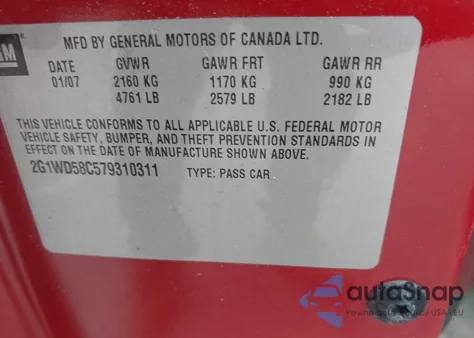 GM
MFD BY GENERAL MOTORS OF CANADA LTD.
DATE GVWR GAWR FRT GAWR RR
01/07 2160 KG 1170 KG 990 KG
4761 LB 2579 LB 2182 LB
THIS VEHICLE CONFORMS TO ALL APPLICABLE U.S. FEDERAL MOTOR
VEHICLE SAFETY, BUMPER, AND THEFT PREVENTION STANDARDS IN
EFFECT ON THE DATE OF MANUFACTURE SHOWN ABOVE.
2G1WD58C579310311 TYPE: PASS CAR
autoSnap